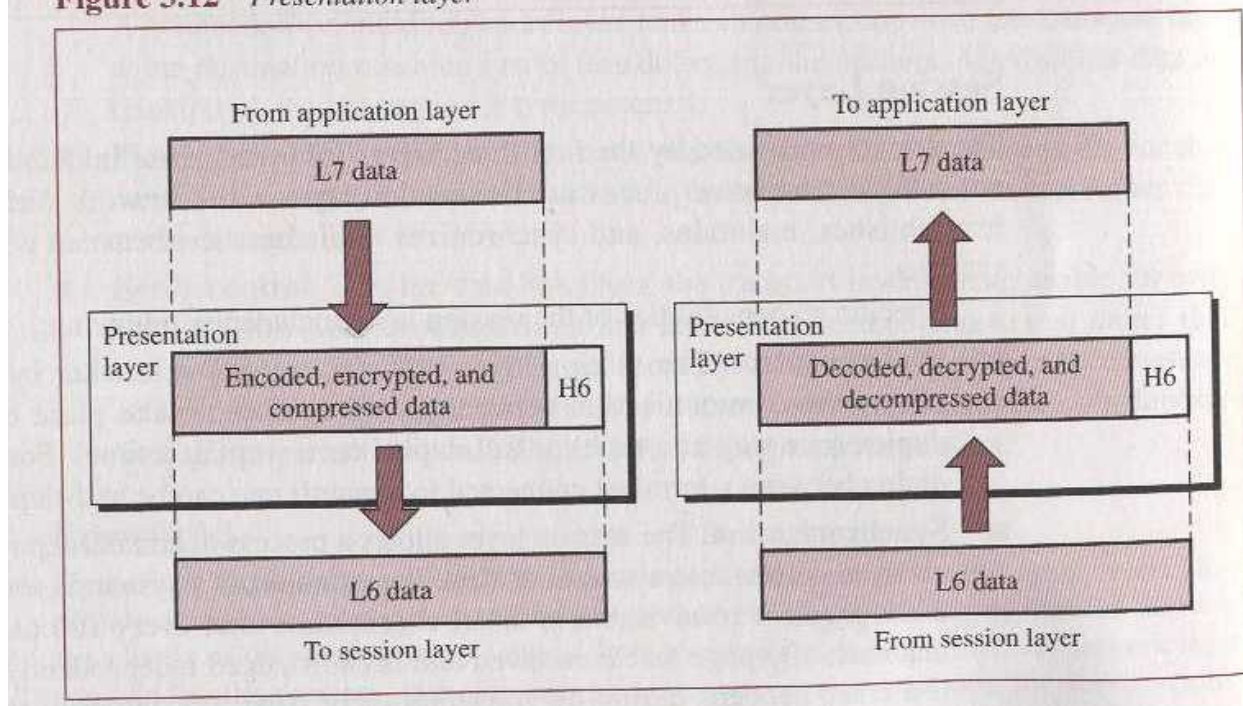 Figure 3.12 Presentation layer
From application layer
L7 data
Presentation
layer
Encoded, encrypted, and
compressed data
H6
L6 data
To session layer
To application layer
L7 data
Presentation
layer
Decoded, decrypted, and
decompressed data
H6
L6 data
From session layer